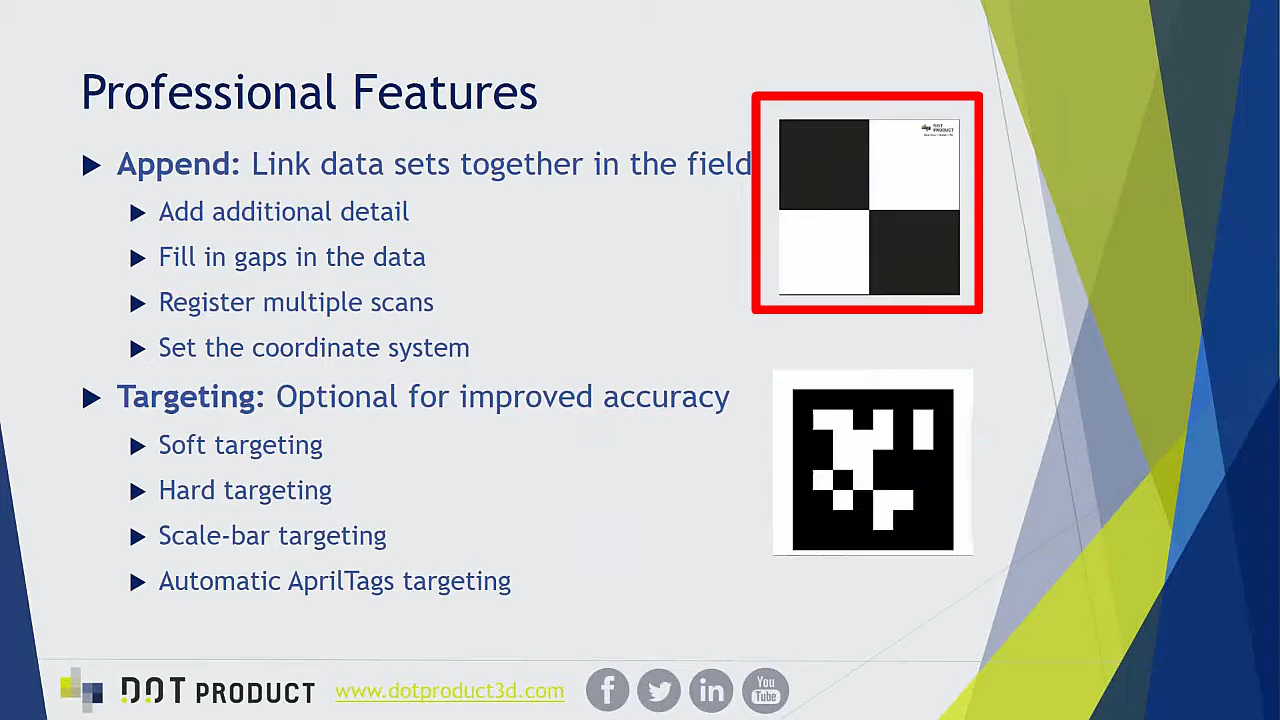 Professional Features
Append: Link data sets together in the field
Add additional detail
Fill in gaps in the data
Register multiple scans
Set the coordinate system
Targeting: Optional for improved accuracy
Soft targeting
Hard targeting
Scale-bar targeting
Automatic AprilTags targeting
DOT
PRODUCT
DOT PRODUCT
www.dotproduct3d.com
f
in
You
Tube